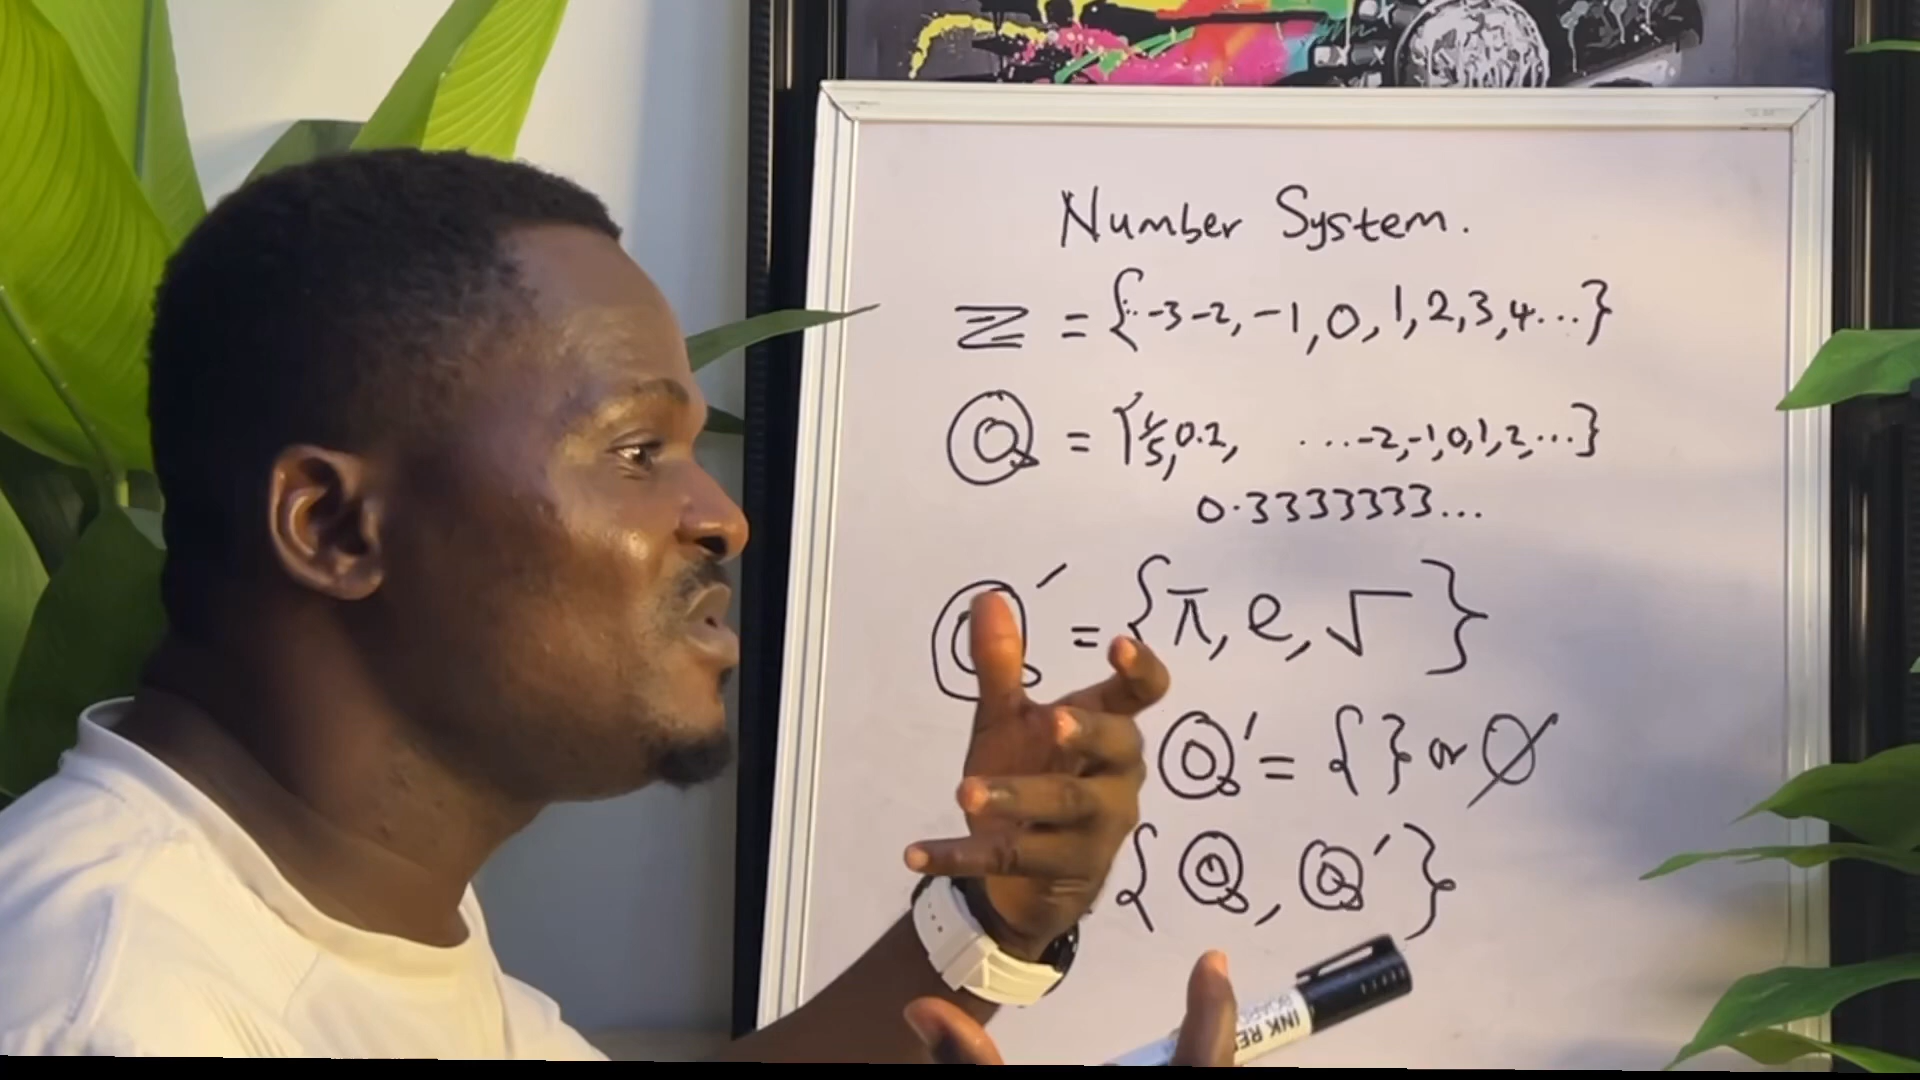 Number System.
ℤ = {...-3-2, -1, 0, 1, 2, 3, 4...}
ℚ = {1/5, 0.2, ...-2, -1, 0, 1, 2, ...}
0.3333333...
ℚ′ = {π, e, √ }
ℚ′ = { } or ∅
{ℚ, ℚ′}
INK RE